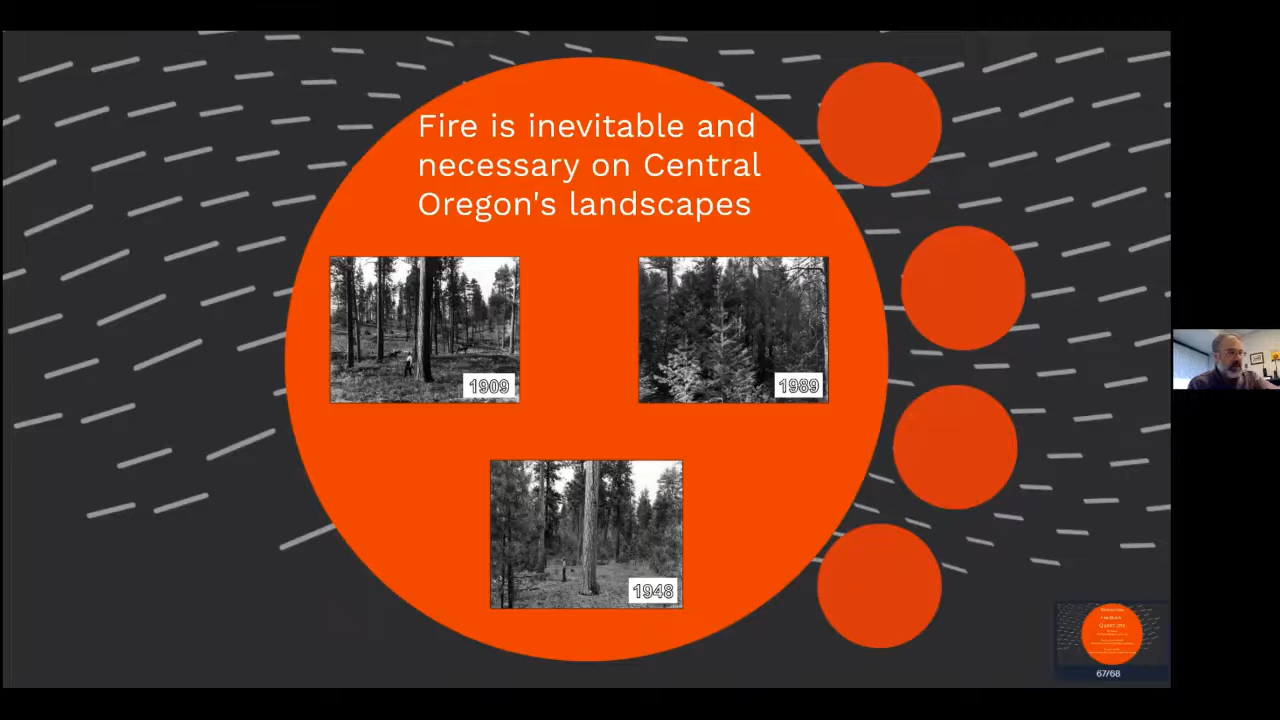 Fire is inevitable and
necessary on Central
Oregon's landscapes
1909
1989
1948
67/68